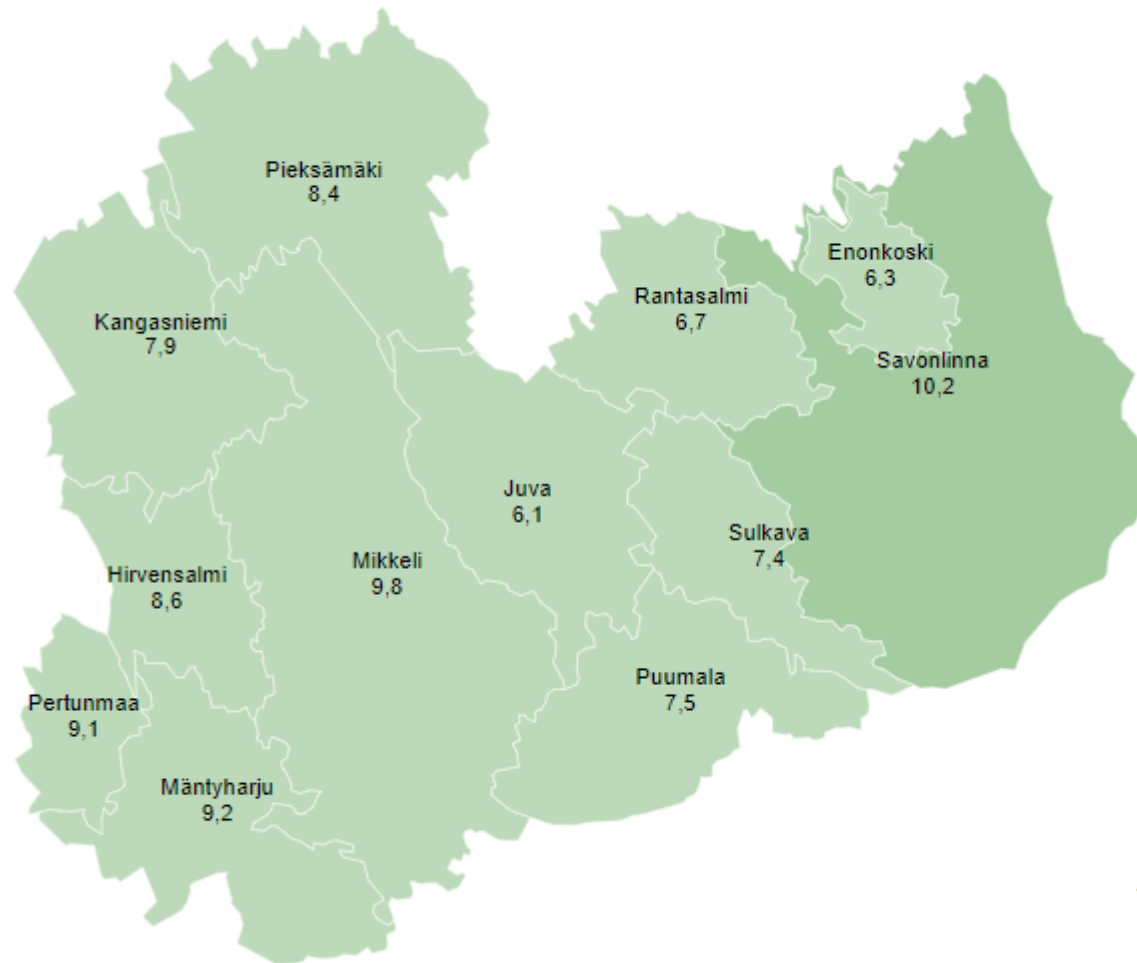 Pieksämäki
8,4
Enonkoski
6,3
Rantasalmi
6,7
Kangasniemi
7,9
Savonlinna
10,2
Juva
6,1
Sulkava
7,4
Mikkeli
9,8
Hirvensalmi
8,6
Puumala
7,5
Pertunmaa
9,1
Mäntyharju
9,2